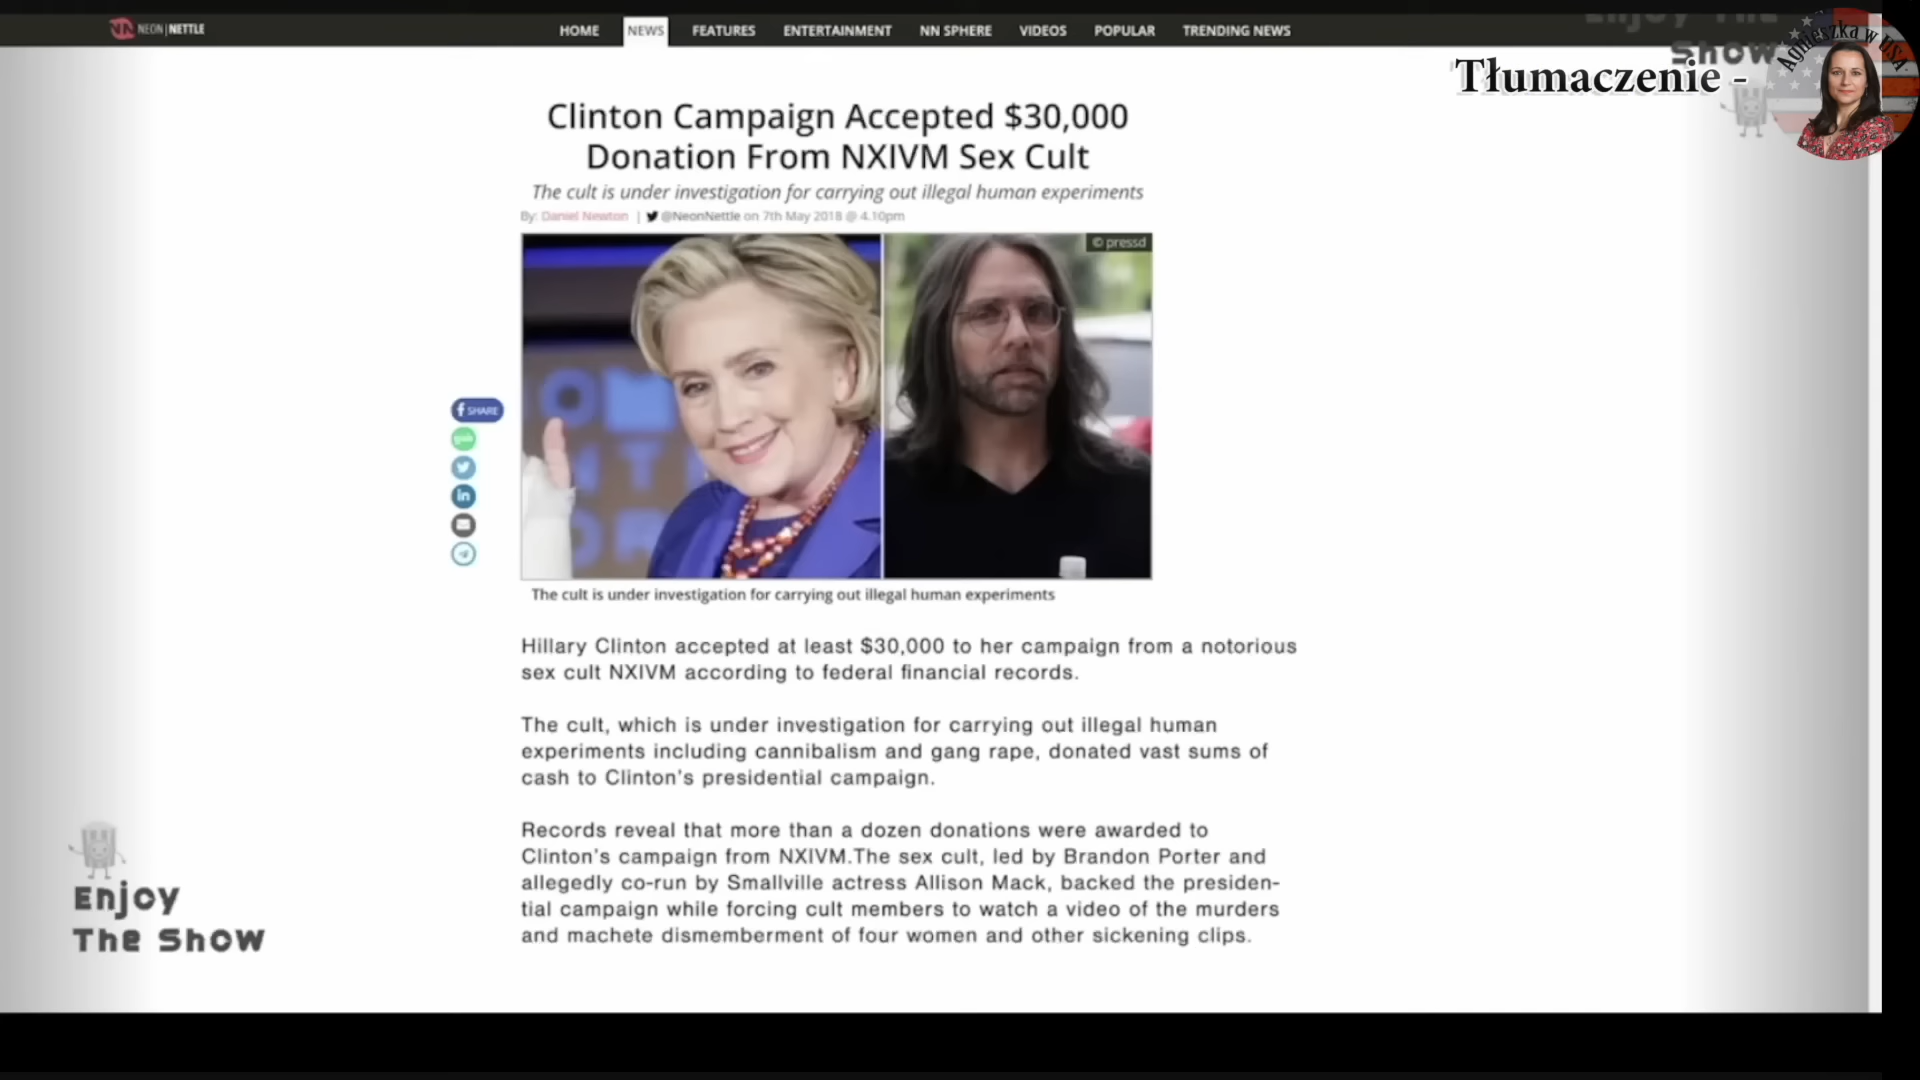 NEON | NETTLE
HOME NEWS FEATURES ENTERTAINMENT NN SPHERE VIDEOS POPULAR TRENDING NEWS
Enjoy The
Show
Tłumaczenie -
Agnieszka w USA
Clinton Campaign Accepted $30,000
Donation From NXIVM Sex Cult
The cult is under investigation for carrying out illegal human experiments
By: Daniel Newton | @NeonNettle on 7th May 2018 @ 4.10pm
© pressd
f SHARE
gab
in
The cult is under investigation for carrying out illegal human experiments
Hillary Clinton accepted at least $30,000 to her campaign from a notorious
sex cult NXIVM according to federal financial records.
The cult, which is under investigation for carrying out illegal human
experiments including cannibalism and gang rape, donated vast sums of
cash to Clinton's presidential campaign.
Records reveal that more than a dozen donations were awarded to
Clinton's campaign from NXIVM.The sex cult, led by Brandon Porter and
allegedly co-run by Smallville actress Allison Mack, backed the presiden-
tial campaign while forcing cult members to watch a video of the murders
and machete dismemberment of four women and other sickening clips.
Enjoy
The Show